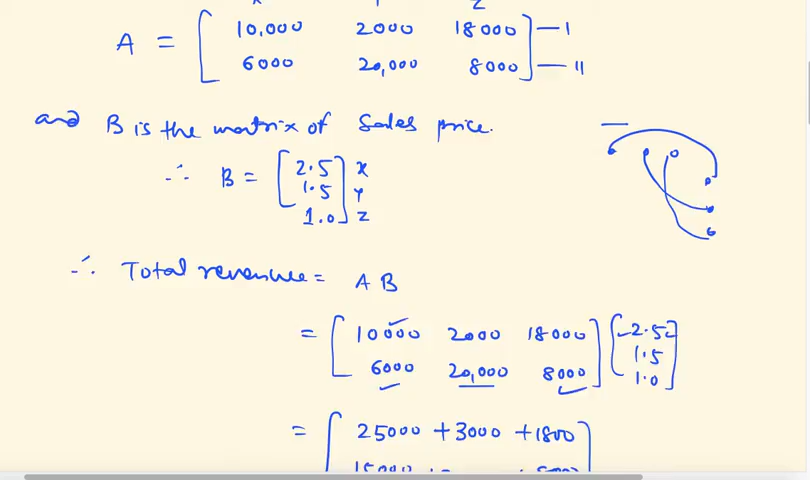 Z
A = [ 10,000 2000 18000 ] — I
[ 6000 20,000 8000 ] — II
and B is the matrix of Sales price.
∴ B = [ 2.5 ] X
[ 1.5 ] Y
[ 1.0 ] Z
∴ Total revenue = A B
= [ 10000 2000 18000 ] [ 2.5 ]
[ 6000 20,000 8000 ] [ 1.5 ]
[ 1.0 ]
= [ 25000 + 3000 + 1800 ]
15000